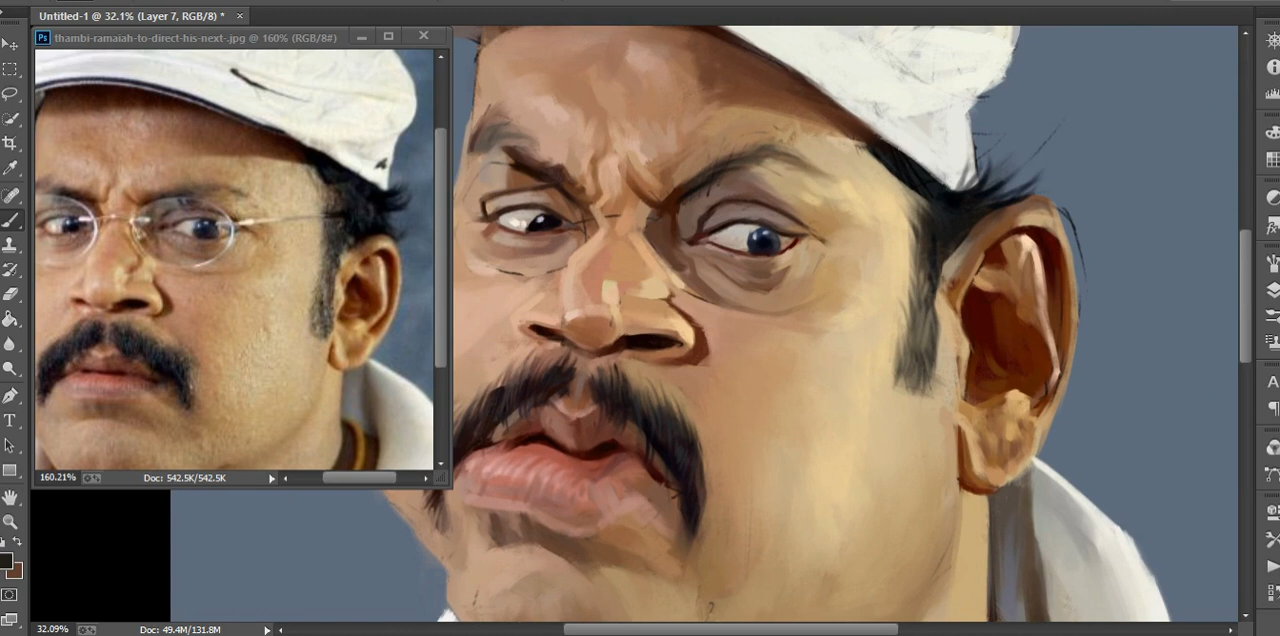 Untitled-1 @ 32.1% (Layer 7, RGB/8) * ×
Ps thambi-ramaiah-to-direct-his-next-.jpg @ 160% (RGB/8#)
160.21% Doc: 542.5K/542.5K
32.09% Doc: 49.4M/131.8M